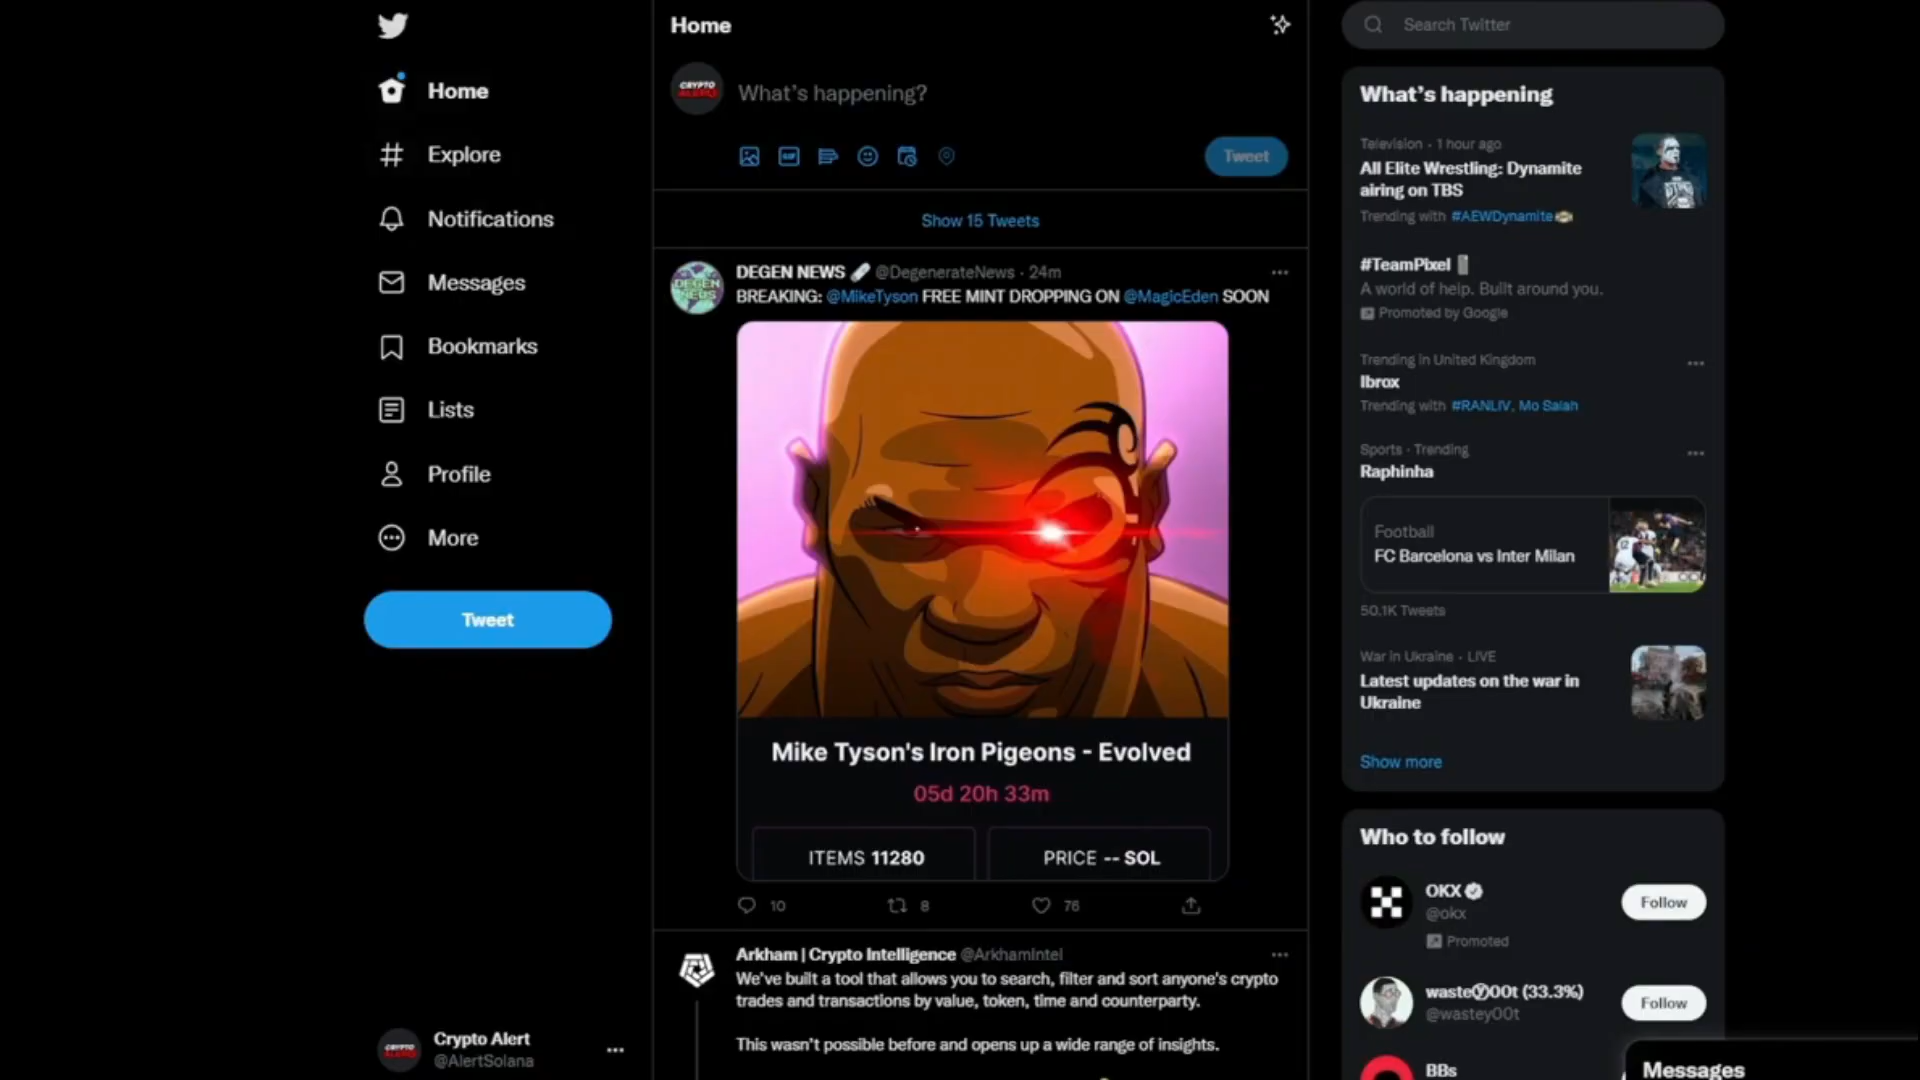 Home
Explore
Notifications
Messages
Bookmarks
Lists
Profile
More
Tweet
Crypto Alert
@AlertSolana
Home
CRYPTO
What's happening?
GIF
Tweet
Show 15 Tweets
DEGEN NEWS @DegenerateNews · 24m
BREAKING: @MikeTyson FREE MINT DROPPING ON @MagicEden SOON
Mike Tyson's Iron Pigeons - Evolved
05d 20h 33m
ITEMS 11280
PRICE -- SOL
10
8
76
Arkham | Crypto Intelligence @ArkhamIntel
We've built a tool that allows you to search, filter and sort anyone's crypto
trades and transactions by value, token, time and counterparty.
This wasn't possible before and opens up a wide range of insights.
Search Twitter
What's happening
Television · 1 hour ago
All Elite Wrestling: Dynamite
airing on TBS
Trending with #AEWDynamite
#TeamPixel
A world of help. Built around you.
Promoted by Google
Trending in United Kingdom
Ibrox
Trending with #RANLIV, Mo Salah
Sports · Trending
Raphinha
Football
FC Barcelona vs Inter Milan
50.1K Tweets
War in Ukraine · LIVE
Latest updates on the war in
Ukraine
Show more
Who to follow
OKX
@okx
Promoted
Follow
wasteⓨ00t (33.3%)
@wastey00t
Follow
BBs
Messages